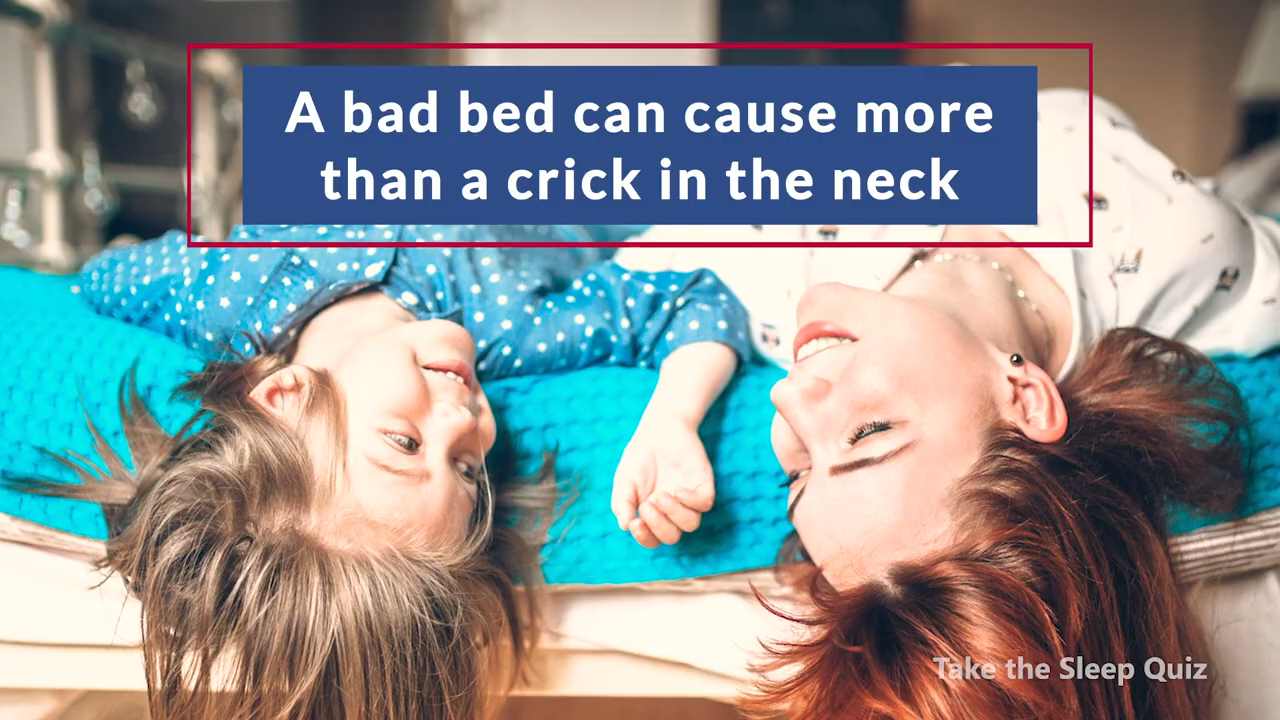 A bad bed can cause more
than a crick in the neck
Take the Sleep Quiz